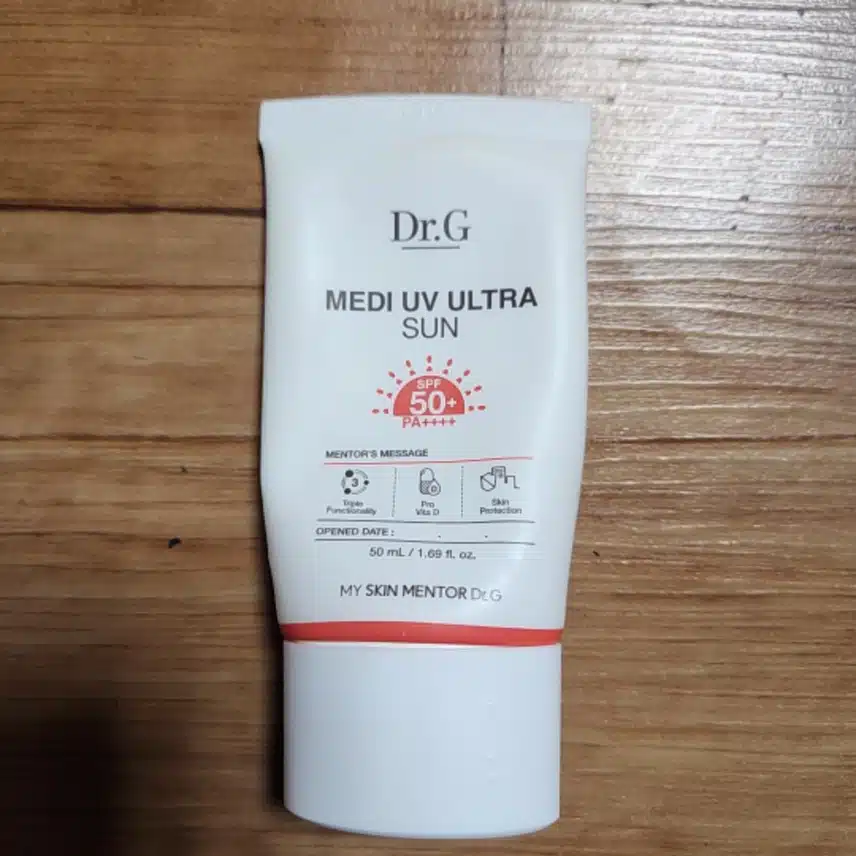 Dr.G
MEDI UV ULTRA
SUN
SPF
50+
PA++++
MENTOR'S MESSAGE
3
Triple Functionality
Pro Vita D
Skin Protection
OPENED DATE : . .
50 mL / 1.69 fl. oz.
MY SKIN MENTOR Dr.G